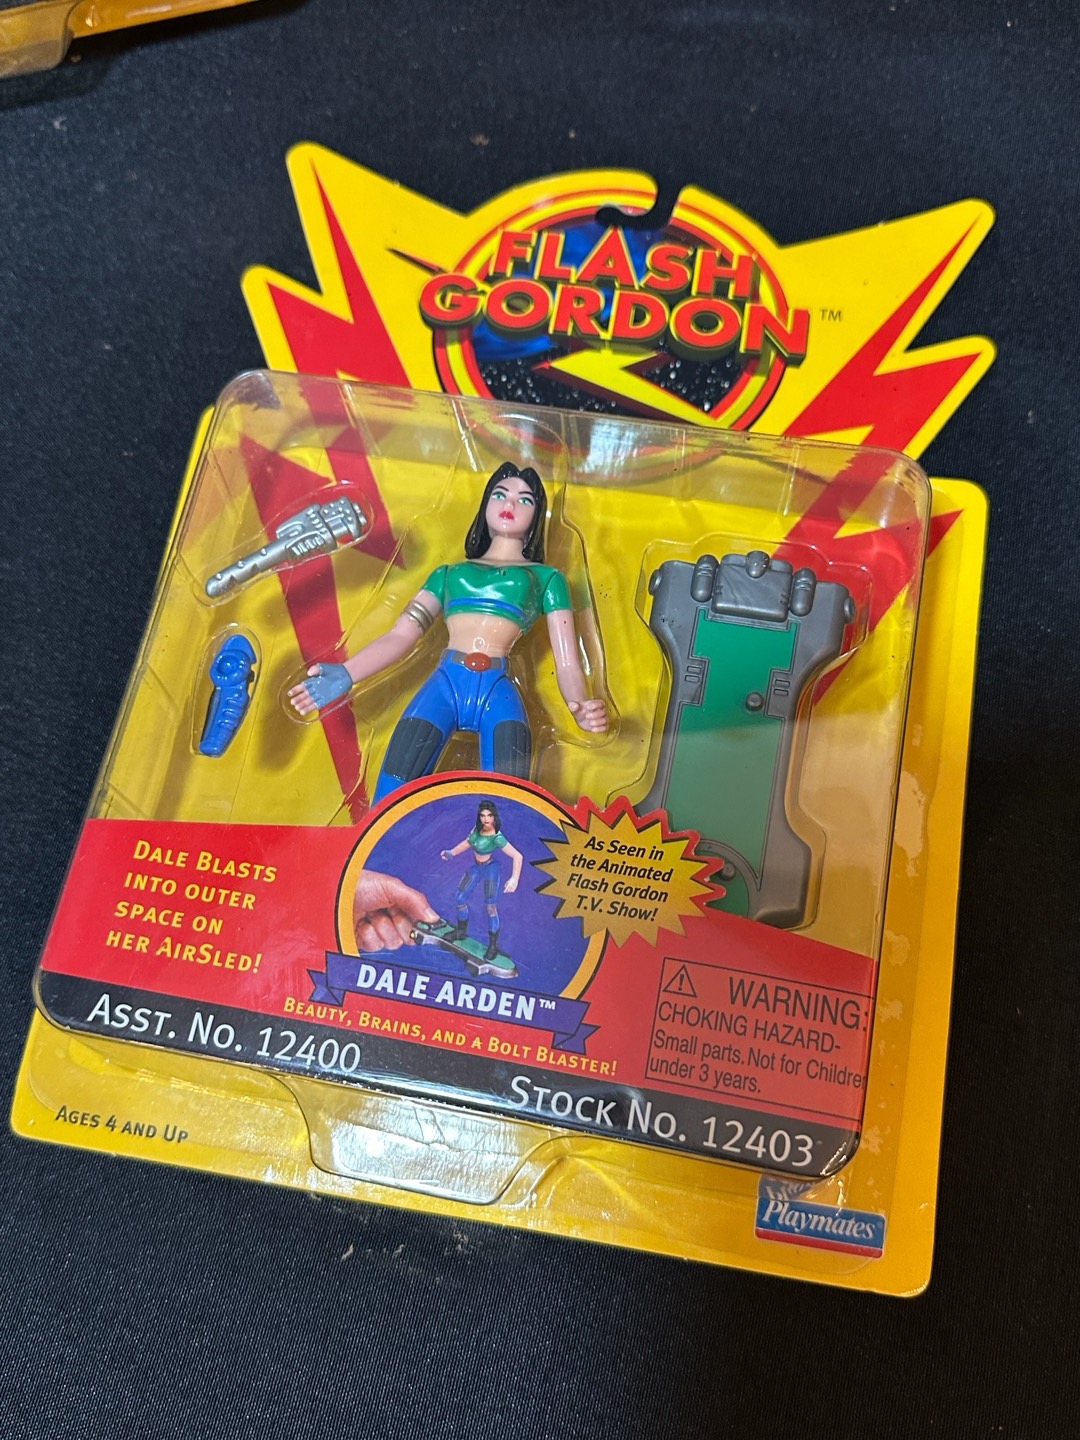 FLASH
GORDON™
As Seen in
the Animated
Flash Gordon
T.V. Show!
DALE BLASTS
INTO OUTER
SPACE ON
HER AIRSLED!
DALE ARDEN™
BEAUTY, BRAINS, AND A BOLT BLASTER!
⚠ WARNING:
CHOKING HAZARD-
Small parts. Not for Childre
under 3 years.
ASST. NO. 12400
STOCK NO. 12403
AGES 4 AND UP
Playmates